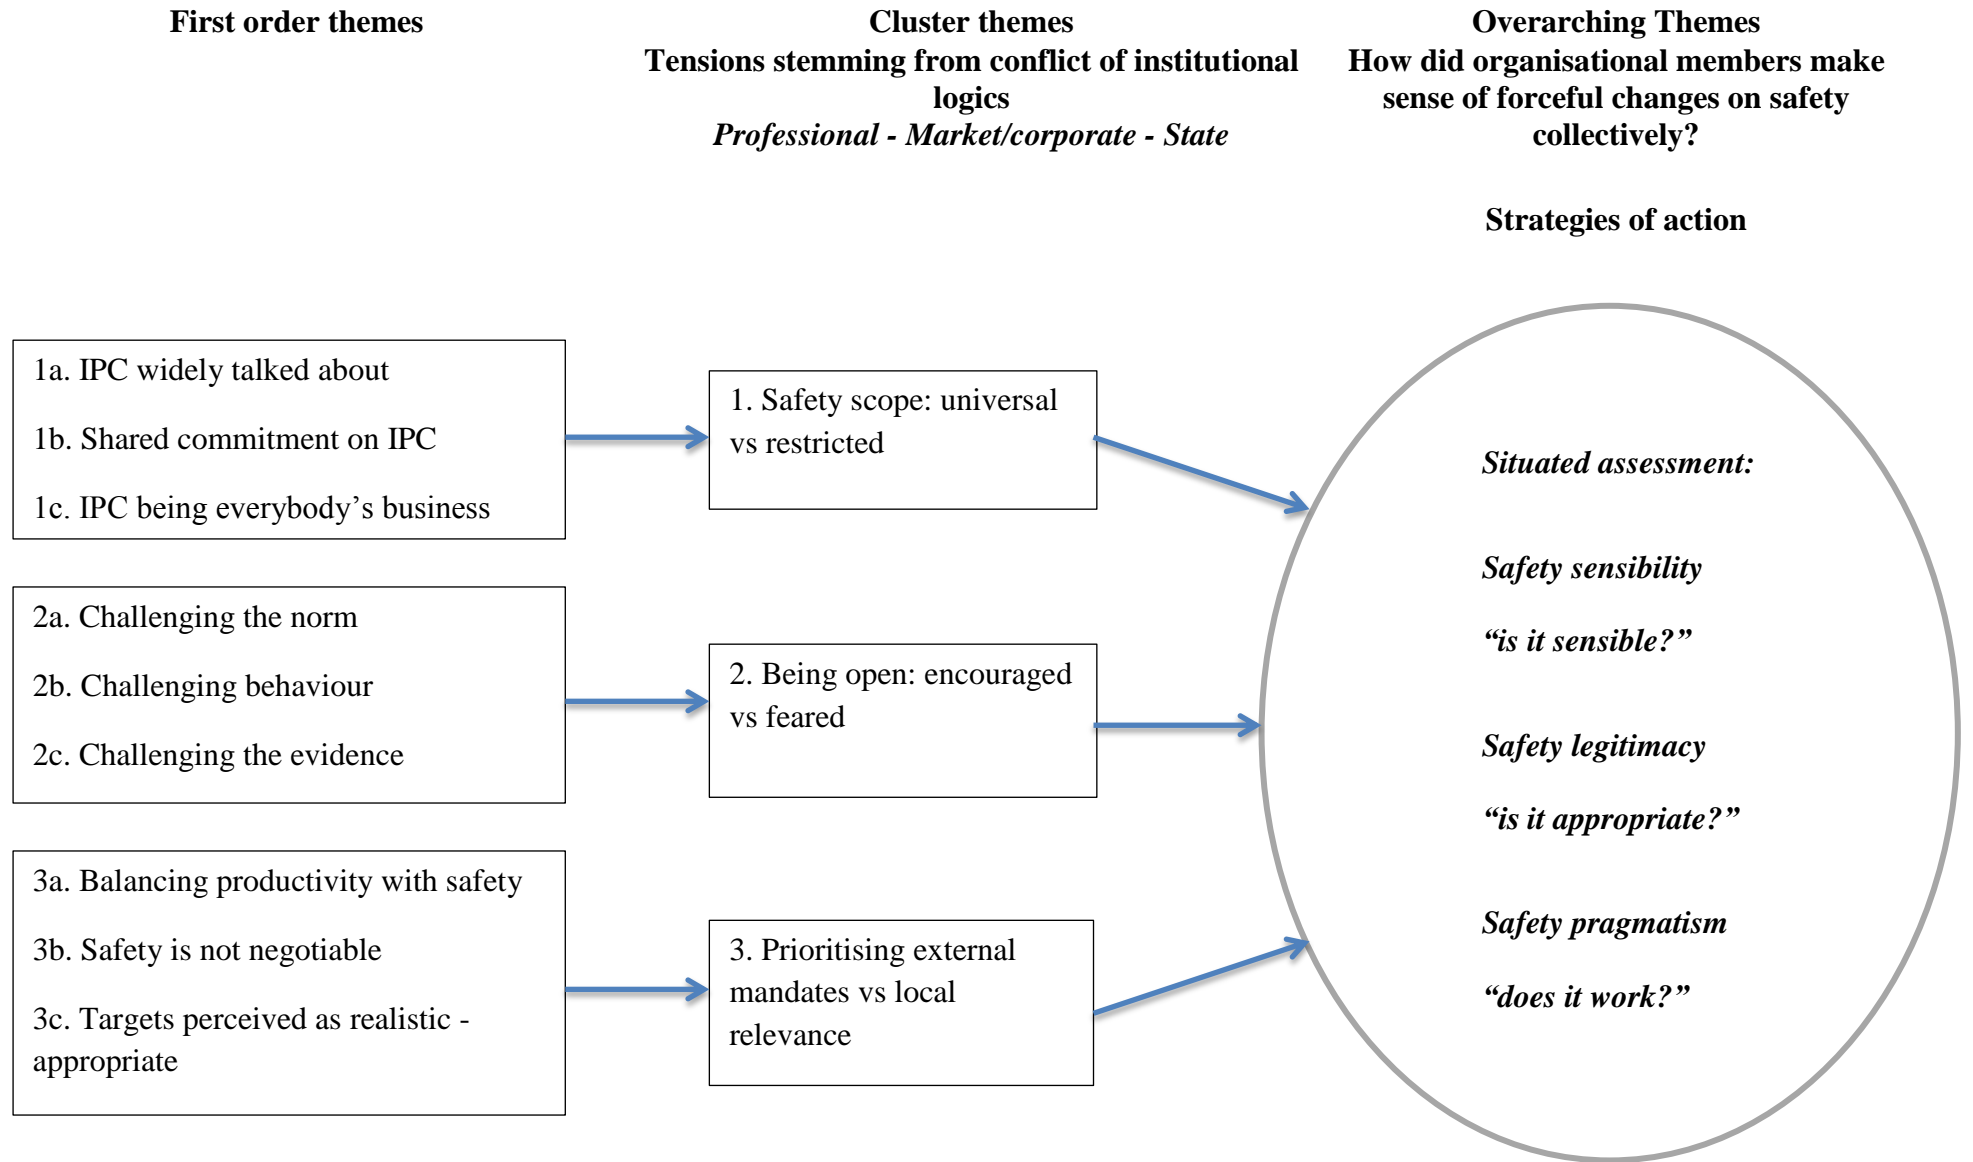 First order themes
Cluster themes
Tensions stemming from conflict of institutional
logics
Professional - Market/corporate - State
Overarching Themes
How did organisational members make
sense of forceful changes on safety
collectively?
Strategies of action
1a. IPC widely talked about
1b. Shared commitment on IPC
1c. IPC being everybody’s business
2a. Challenging the norm
2b. Challenging behaviour
2c. Challenging the evidence
3a. Balancing productivity with safety
3b. Safety is not negotiable
3c. Targets perceived as realistic -
appropriate
1. Safety scope: universal
vs restricted
2. Being open: encouraged
vs feared
3. Prioritising external
mandates vs local
relevance
Situated assessment:
Safety sensibility
“is it sensible?”
Safety legitimacy
“is it appropriate?”
Safety pragmatism
“does it work?”